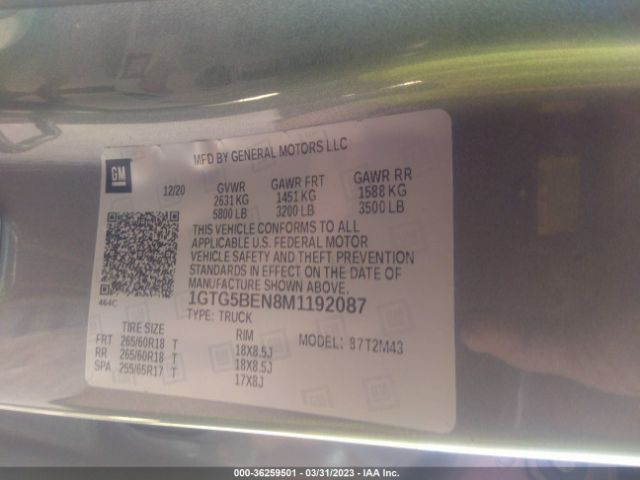 MFD BY GENERAL MOTORS LLC
GM
12/20 GVWR GAWR FRT GAWR RR
2631 KG 1451 KG 1588 KG
5800 LB 3200 LB 3500 LB
THIS VEHICLE CONFORMS TO ALL
APPLICABLE U.S. FEDERAL MOTOR
VEHICLE SAFETY AND THEFT PREVENTION
STANDARDS IN EFFECT ON THE DATE OF
MANUFACTURE SHOWN ABOVE.
464C 1GTG5BEN8M1192087
TYPE: TRUCK
TIRE SIZE RIM MODEL: 87T2M43
FRT 265/60R18 T 18X8.5J
RR 265/60R18 T 18X8.5J
SPA 255/65R17 T 17X8J
000-36259501 - 03/31/2023 - IAA Inc.